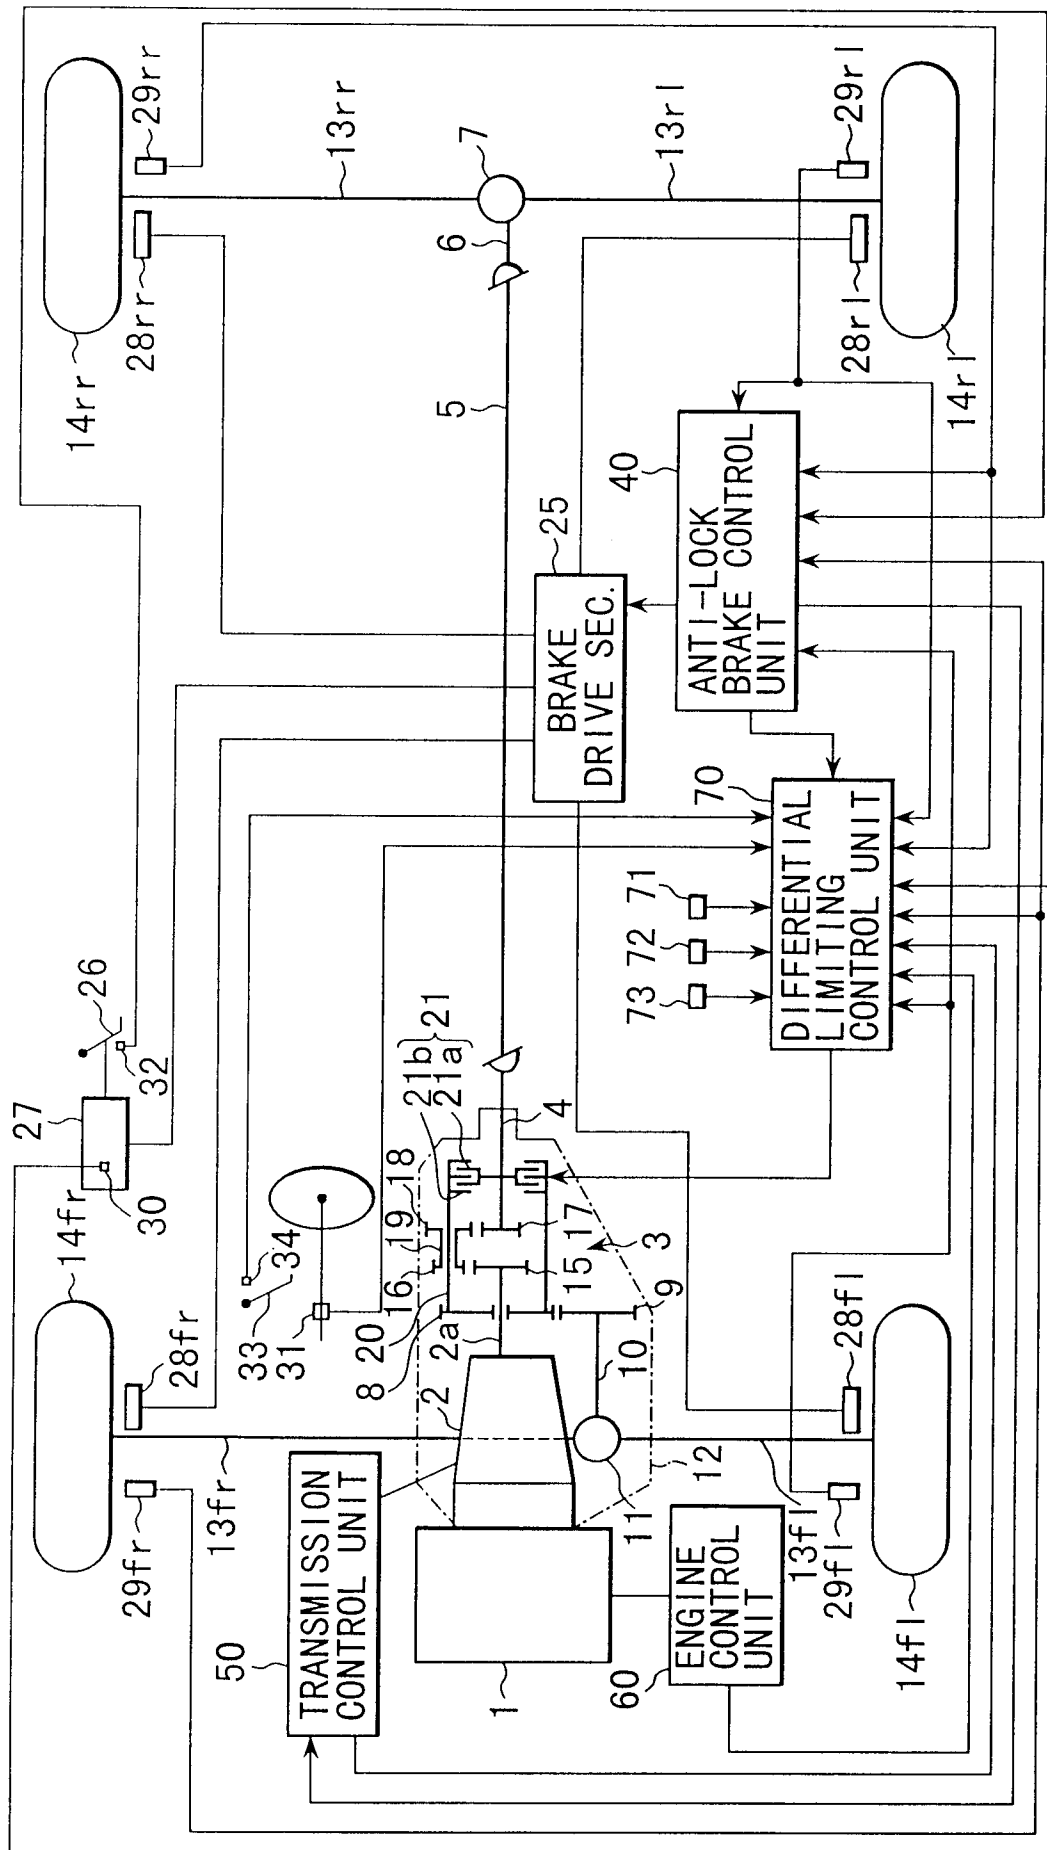 29rr
13rr
7
13rl
29rl
28rr
14rr
6
28rl
14rl
5
40
ANTI-LOCK
BRAKE CONTROL
UNIT
25
BRAKE
DRIVE SEC.
70
DIFFERENTIAL
LIMITING
CONTROL UNIT
71
72
73
26
32
27
30
21b
21a
21
4
18
19
16
17
15
3
9
20
8
2a
10
34
33
31
14fr
28fr
28fl
2
12
11
13fr
29fr
13fl
29fl
14fl
50
TRANSMISSION
CONTROL UNIT
60
ENGINE
CONTROL
UNIT
1